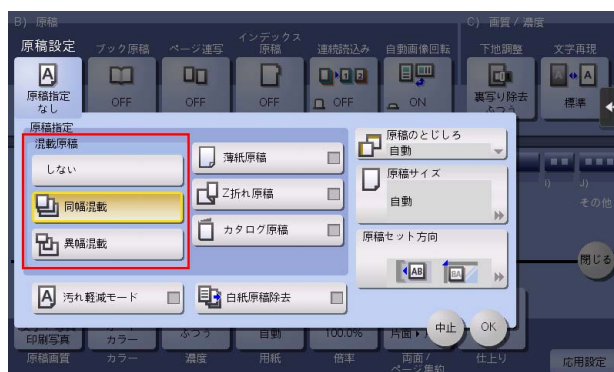 B) 原稿
C) 画質 / 濃度
原稿設定
ブック原稿
ページ連写
インデックス
原稿
連続読込み
自動画像回転
下地調整
文字再現
原稿指定
なし
OFF
OFF
OFF
OFF
ON
裏写り除去
ふつう
標準
原稿指定
混載原稿
しない
同幅混載
異幅混載
薄紙原稿
Z折れ原稿
カタログ原稿
原稿のとじしろ
自動
原稿サイズ
自動
原稿セット方向
AB
BA
汚れ軽減モード
白紙原稿除去
中止
OK
I)
J)
その他
閉じる
印刷写真
カラー
ふつう
自動
100.0%
片面
原稿画質
カラー
濃度
用紙
倍率
両面 /
ページ集約
仕上り
応用設定